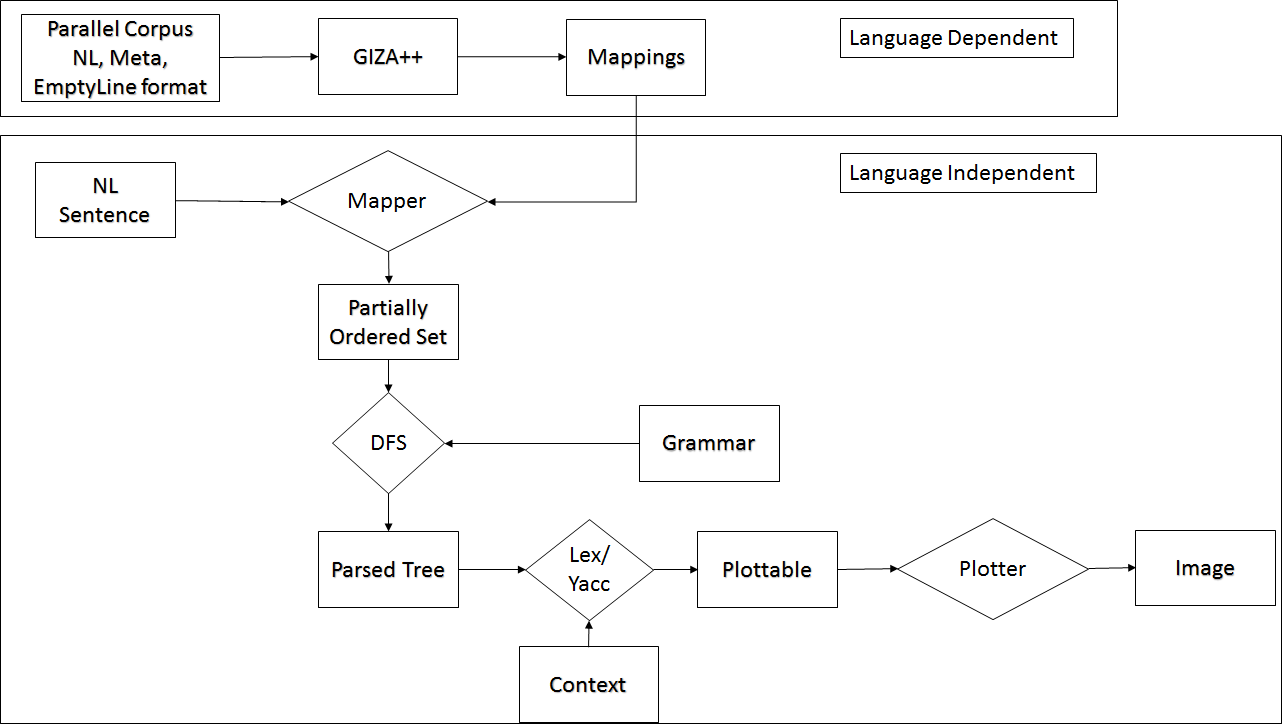 Parallel Corpus
NL, Meta,
EmptyLine format
GIZA++
Mappings
Language Dependent
Language Independent
NL
Sentence
Mapper
Partially
Ordered Set
DFS
Grammar
Parsed Tree
Lex/
Yacc
Plottable
Plotter
Image
Context